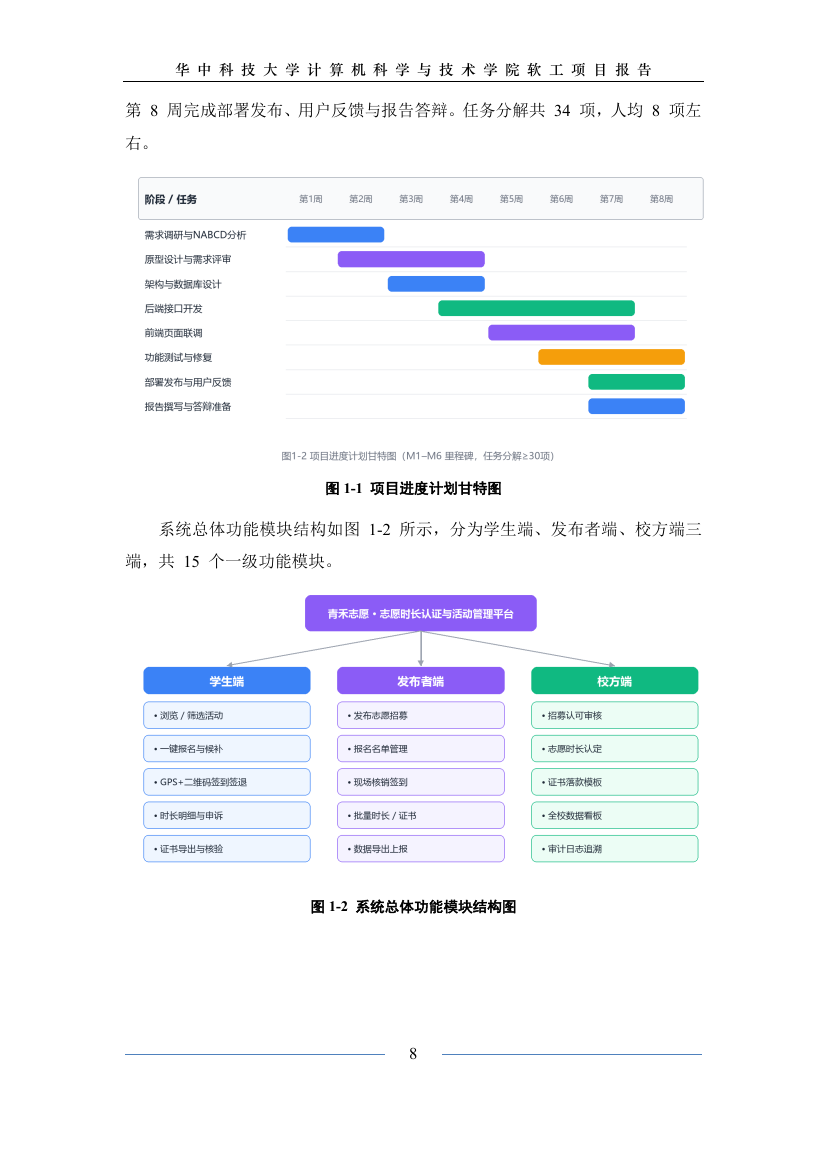 华中科技大学计算机科学与技术学院软工项目报告
第 8 周完成部署发布、用户反馈与报告答辩。任务分解共 34 项，人均 8 项左
右。
阶段 / 任务 第1周 第2周 第3周 第4周 第5周 第6周 第7周 第8周
需求调研与NABCD分析
原型设计与需求评审
架构与数据库设计
后端接口开发
前端页面联调
功能测试与修复
部署发布与用户反馈
报告撰写与答辩准备
图1-2 项目进度计划甘特图（M1–M6 里程碑，任务分解≥30项）
图 1-1 项目进度计划甘特图
系统总体功能模块结构如图 1-2 所示，分为学生端、发布者端、校方端三
端，共 15 个一级功能模块。
青禾志愿・志愿时长认证与活动管理平台
学生端 发布者端 校方端
• 浏览 / 筛选活动 • 发布志愿招募 • 招募认可审核
• 一键报名与候补 • 报名名单管理 • 志愿时长认定
• GPS+二维码签到签退 • 现场核销签到 • 证书落款模板
• 时长明细与申诉 • 批量时长 / 证书 • 全校数据看板
• 证书导出与核验 • 数据导出上报 • 审计日志追溯
图 1-2 系统总体功能模块结构图
8